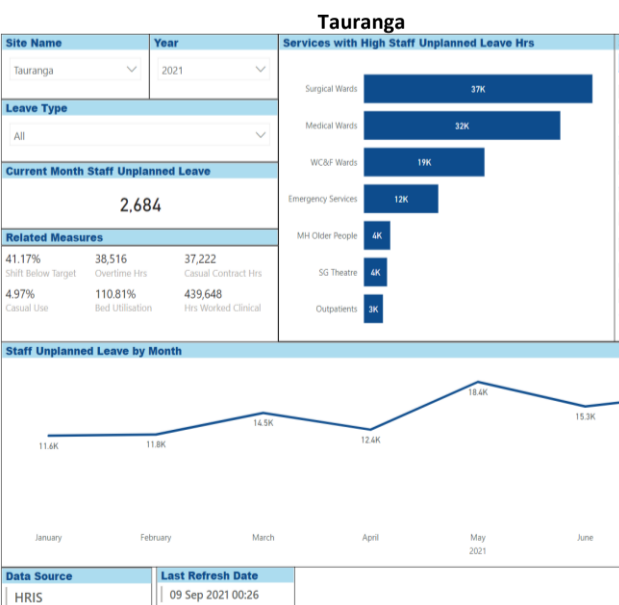 Tauranga
Site Name
Year
Services with High Staff Unplanned Leave Hrs
Tauranga
2021
Surgical Wards
37K
Leave Type
All
Medical Wards
32K
Current Month Staff Unplanned Leave
WC&F Wards
19K
2,684
Emergency Services
12K
Related Measures
MH Older People
4K
41.17%
38,516
37,222
Shift Below Target
Overtime Hrs
Casual Contract Hrs
SG Theatre
4K
4.97%
110.81%
439,648
Casual Use
Bed Utilisation
Hrs Worked Clinical
Outpatients
3K
Staff Unplanned Leave by Month
11.6K
11.8K
14.5K
12.4K
18.4K
15.3K
January
February
March
April
May
June
2021
Data Source
Last Refresh Date
HRIS
09 Sep 2021 00:26